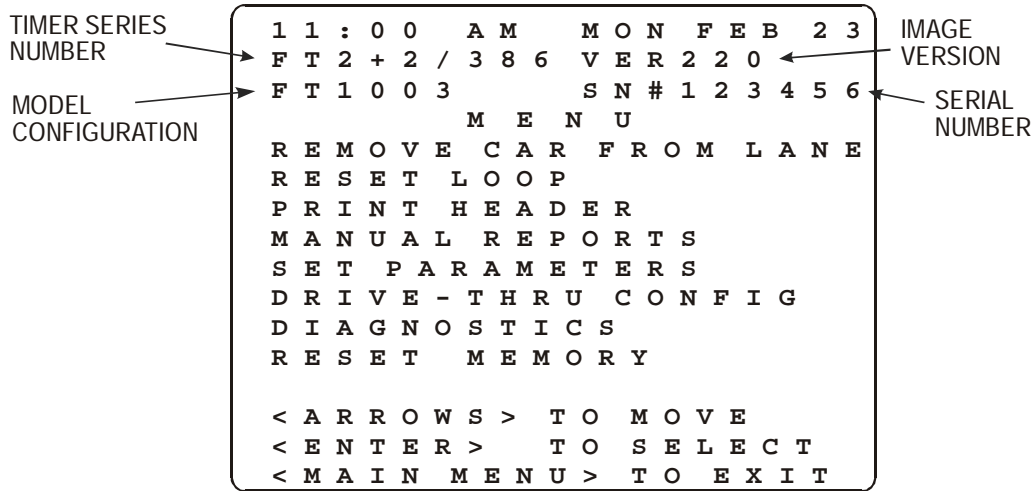 TIMER SERIES
NUMBER
MODEL
CONFIGURATION
11:00 AM MON FEB 23
FT2+2/386 VER220
FT1003 SN#123456
MENU
REMOVE CAR FROM LANE
RESET LOOP
PRINT HEADER
MANUAL REPORTS
SET PARAMETERS
DRIVE-THRU CONFIG
DIAGNOSTICS
RESET MEMORY
<ARROWS> TO MOVE
<ENTER> TO SELECT
<MAIN MENU> TO EXIT
IMAGE
VERSION
SERIAL
NUMBER